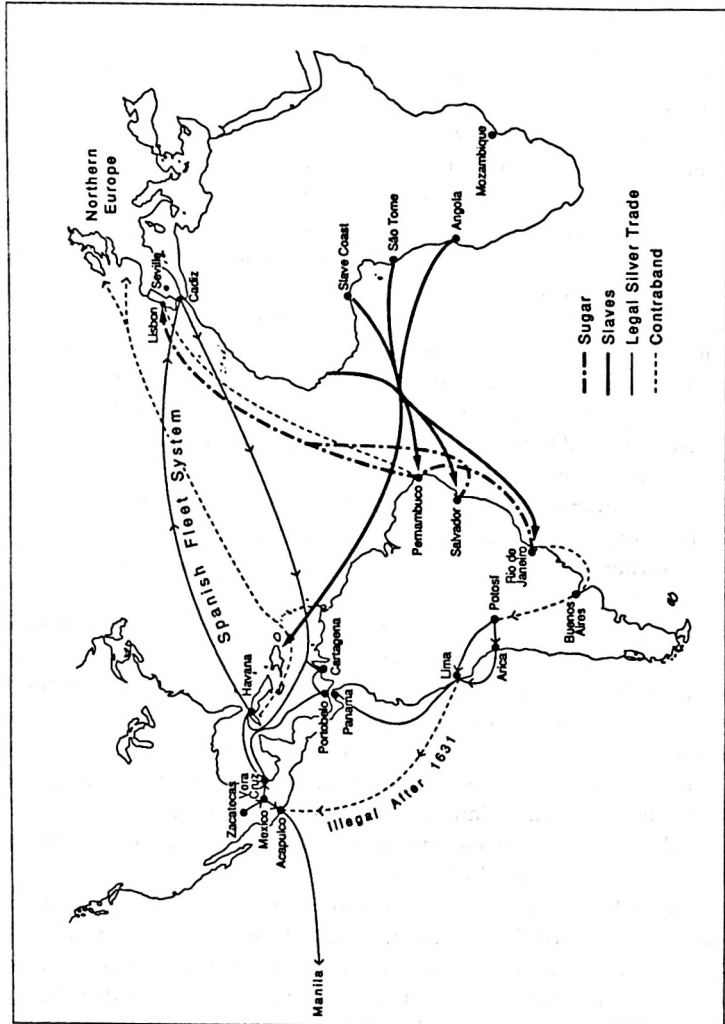 Northern
Europe
Lisbon
Seville
Cadiz
Spanish Fleet System
Slave Coast
São Tome
Angola
Mozambique
Havana
Zacatecas
Vera
Cruz
Mexico
Acapulco
Manila
Portobelo
Panama
Cartagena
Illegal After 1631
Lima
Arica
Potosí
Pernambuco
Salvador
Rio de
Janeiro
Buenos
Aires
Sugar
Slaves
Legal Silver Trade
Contraband